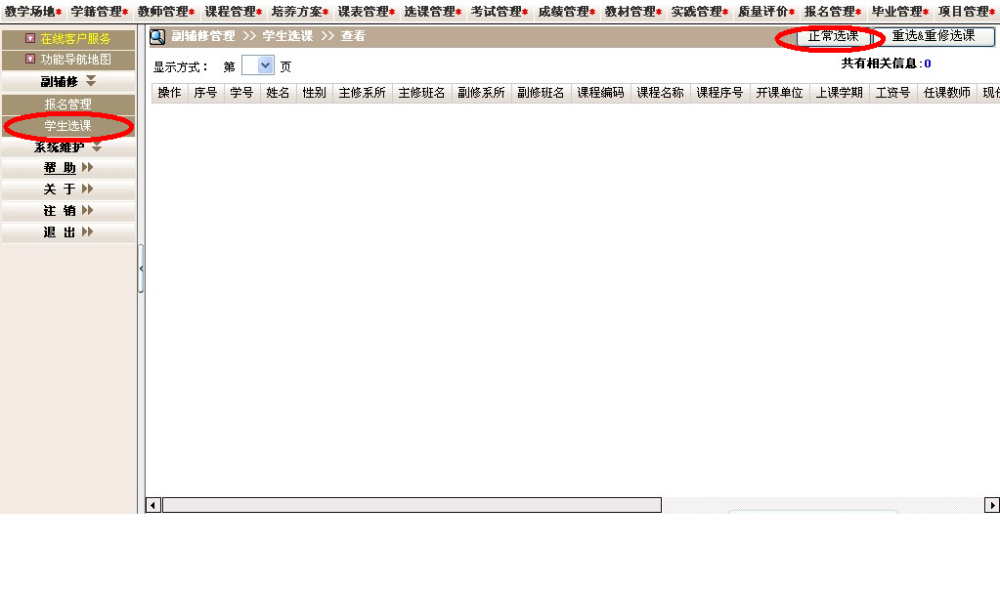 教学场地* 学籍管理* 教师管理* 课程管理* 培养方案* 课表管理* 选课管理* 考试管理* 成绩管理* 教材管理* 实践管理* 质量评价* 报名管理* 毕业管理* 项目管理*
在线客户服务
功能导航地图
副辅修
报名管理
学生选课
系统维护
帮 助
关 于
注 销
退 出
副辅修管理 >> 学生选课 >> 查看
正常选课 重选&重修选课
显示方式： 第 页
共有相关信息:0
操作 序号 学号 姓名 性别 主修系所 主修班名 副修系所 副修班名 课程编码 课程名称 课程序号 开课单位 上课学期 工资号 任课教师